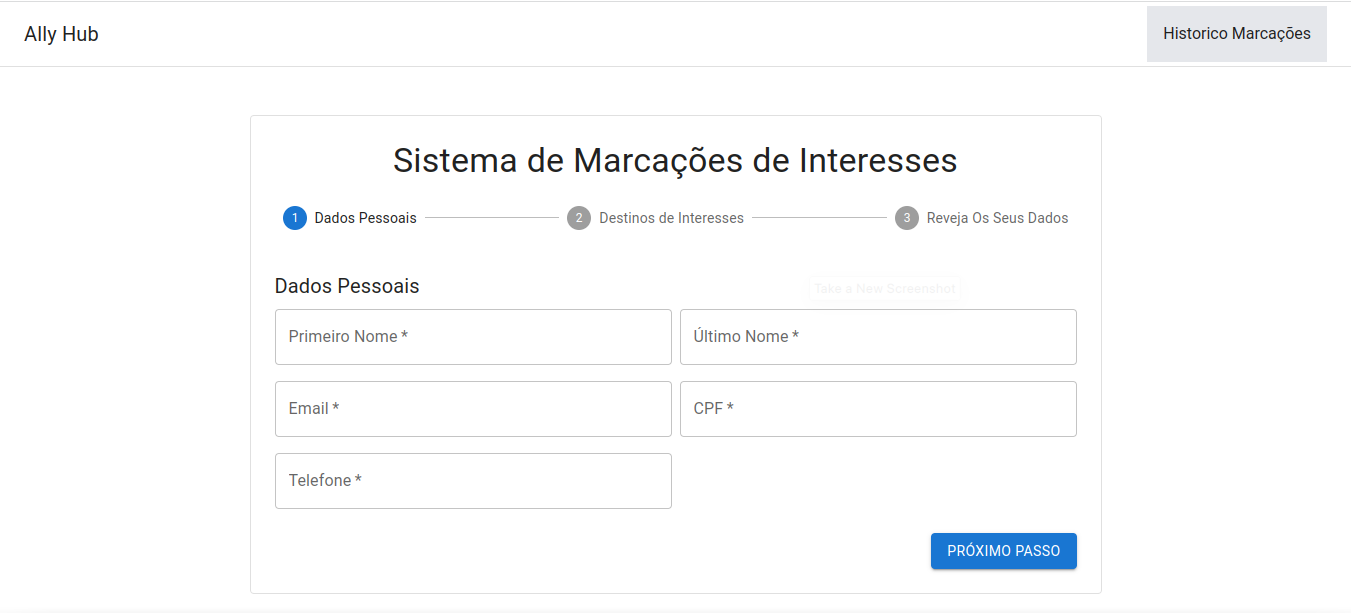 Ally Hub
Historico Marcações
Sistema de Marcações de Interesses
1 Dados Pessoais 2 Destinos de Interesses 3 Reveja Os Seus Dados
Dados Pessoais
Take a New Screenshot
Primeiro Nome * Último Nome *
Email * CPF *
Telefone *
PRÓXIMO PASSO